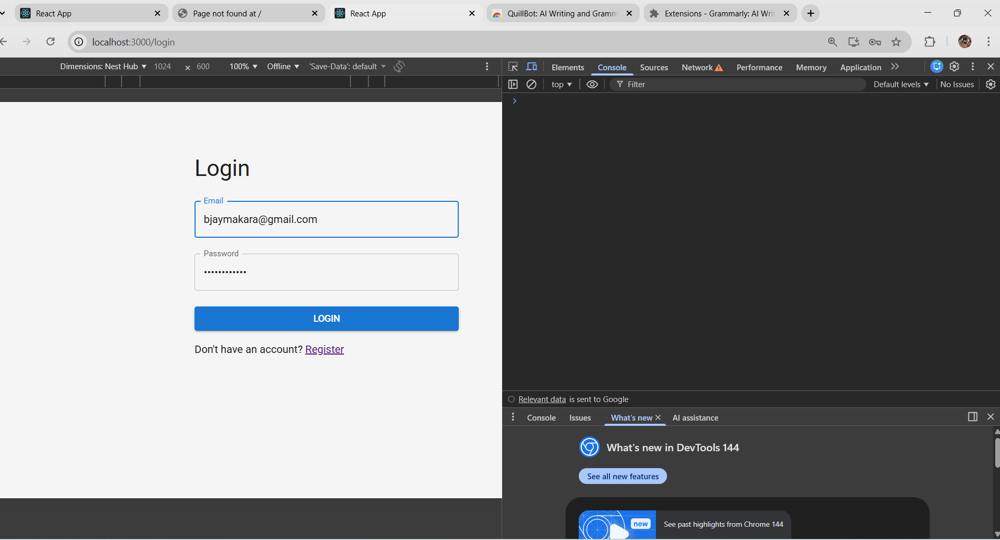 React App
Page not found at /
React App
QuillBot: AI Writing and Gramm
Extensions - Grammarly: AI Writ
localhost:3000/login
Dimensions: Nest Hub 1024 x 600 100% Offline 'Save-Data': default
Elements Console Sources Network Performance Memory Application
top Filter Default levels No Issues
Login
Email
bjaymakara@gmail.com
Password
••••••••••••
LOGIN
Don't have an account? Register
Relevant data is sent to Google
Console Issues What's new AI assistance
What's new in DevTools 144
See all new features
new
See past highlights from Chrome 144